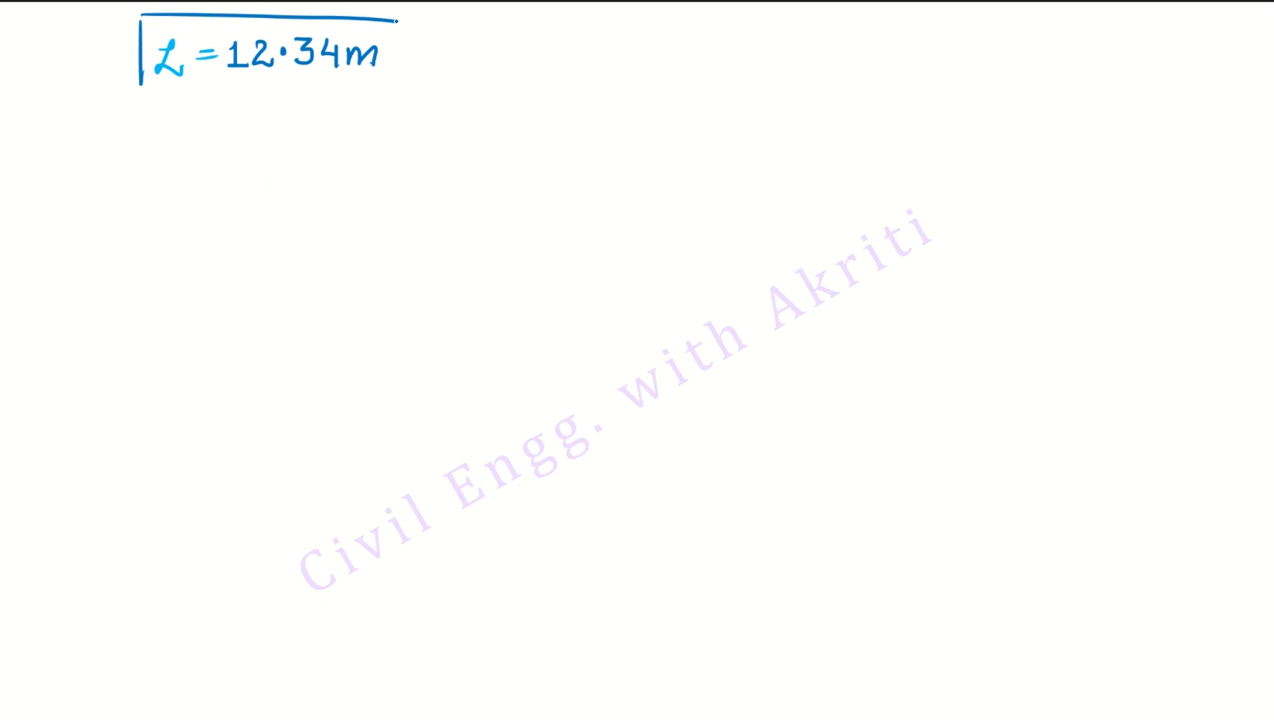 L = 12.34m
Civil Engg. with Akriti